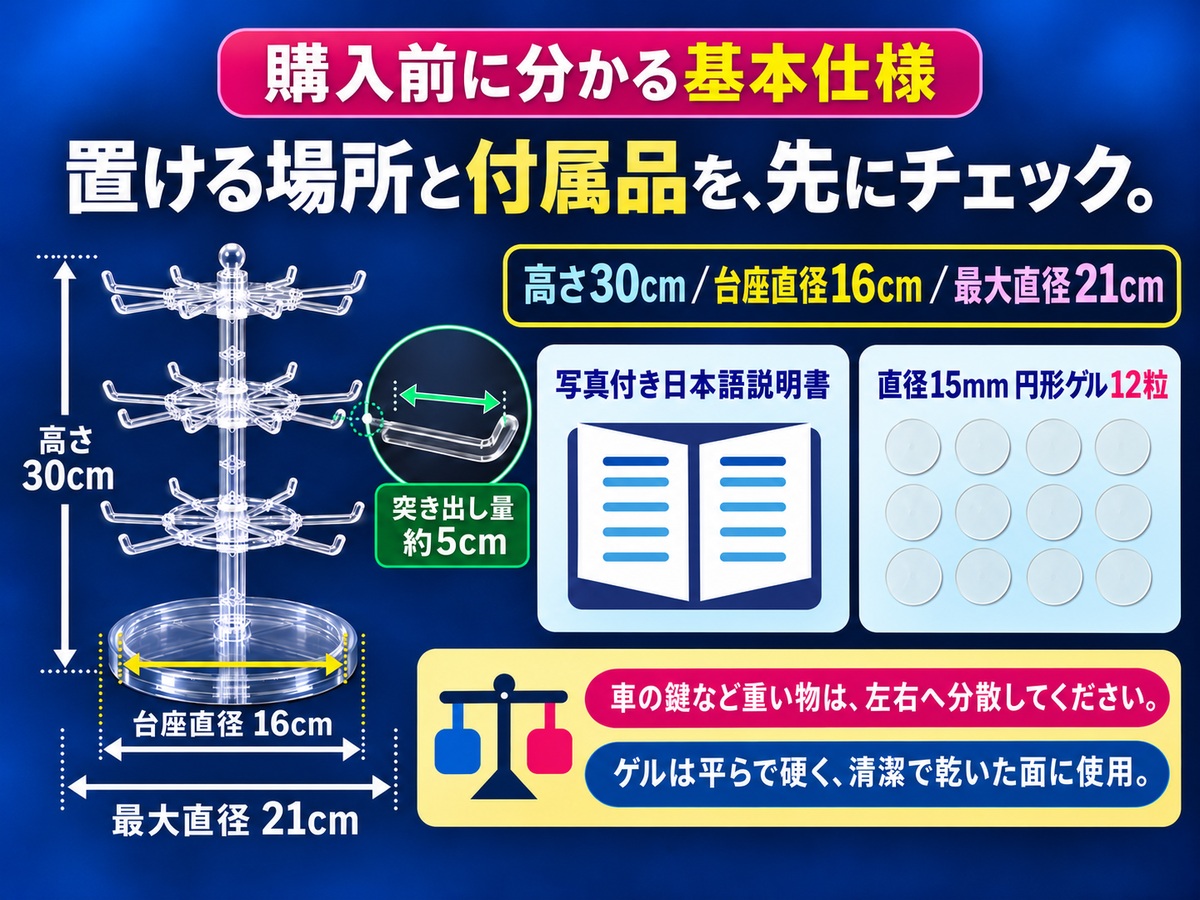 購入前に分かる基本仕様
置ける場所と付属品を、先にチェック。
高さ30cm/台座直径16cm/最大直径21cm
高さ
30cm
突き出し量
約5cm
台座直径 16cm
最大直径 21cm
写真付き日本語説明書
直径15mm 円形ゲル12粒
車の鍵など重い物は、左右へ分散してください。
ゲルは平らで硬く、清潔で乾いた面に使用。